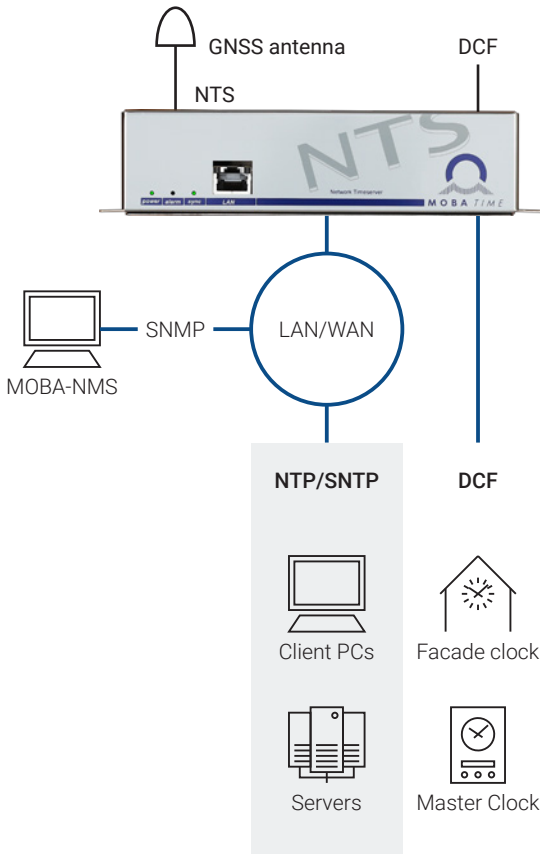 GNSS antenna
DCF
NTS
NTS
Network Timeserver
power alarm sync LAN
MOBA TIME
SNMP
LAN/WAN
MOBA-NMS
NTP/SNTP
DCF
Client PCs
Facade clock
Servers
Master Clock